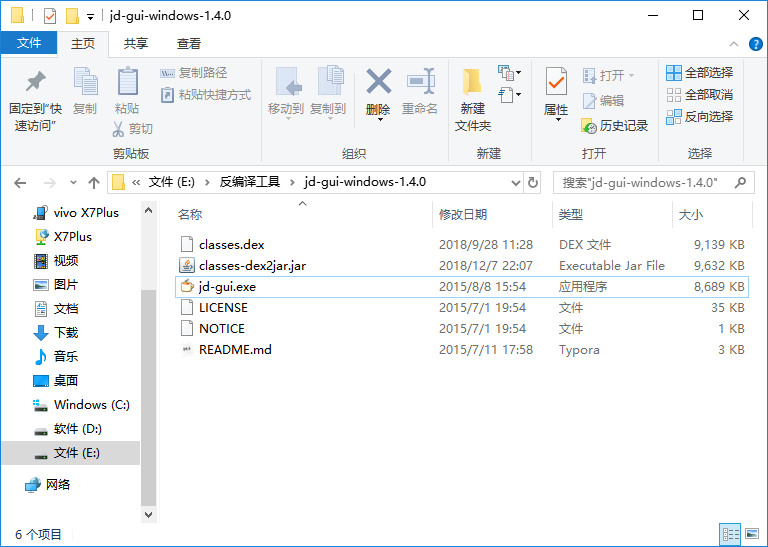 jd-gui-windows-1.4.0
文件 主页 共享 查看
固定到"快速访问"
复制
粘贴
复制路径
粘贴快捷方式
剪切
剪贴板
移动到
复制到
删除
重命名
组织
新建文件夹
新建
属性
打开
编辑
历史记录
打开
全部选择
全部取消
反向选择
选择
« 文件 (E:) > 反编译工具 > jd-gui-windows-1.4.0
搜索"jd-gui-windows-1.4.0"
vivo X7Plus
X7Plus
视频
图片
文档
下载
音乐
桌面
Windows (C:)
软件 (D:)
文件 (E:)
网络
名称 修改日期 类型 大小
classes.dex 2018/9/28 11:28 DEX 文件 9,139 KB
classes-dex2jar.jar 2018/12/7 22:07 Executable Jar File 9,632 KB
jd-gui.exe 2015/8/8 15:54 应用程序 8,689 KB
LICENSE 2015/7/1 19:54 文件 35 KB
NOTICE 2015/7/1 19:54 文件 1 KB
README.md 2015/7/11 17:58 Typora 3 KB
6 个项目